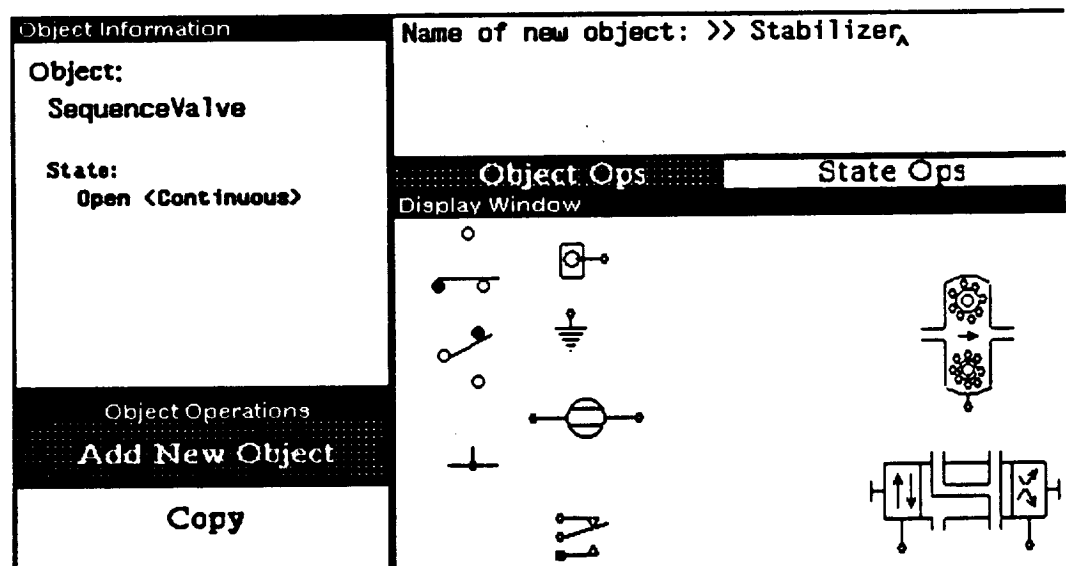 Object Information
Object:
SequenceValve
State:
Open <Continuous>
Name of new object: >> Stabilizer^
Object Ops
State Ops
Display Window
Object Operations
Add New Object
Copy